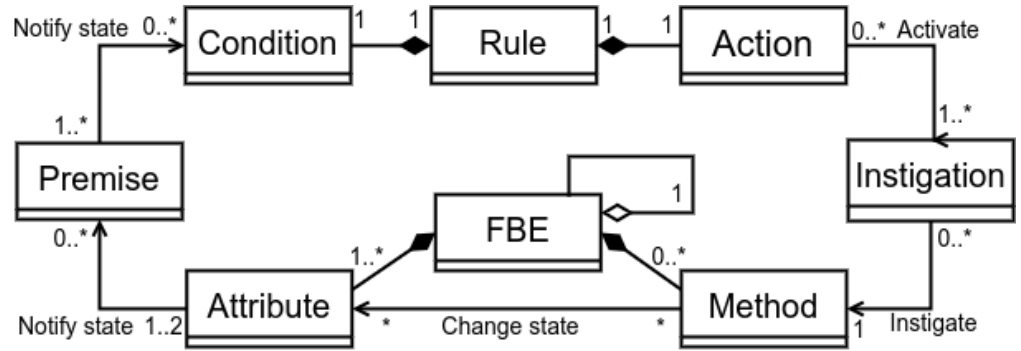 Notify state 0..* Condition 1 1 Rule 1 1 Action 0..* Activate
1..* 1..*
Premise Instigation
1
FBE
0..* 1..* 0..* 0..*
Attribute Method
Notify state 1..2 * Change state * 1 Instigate